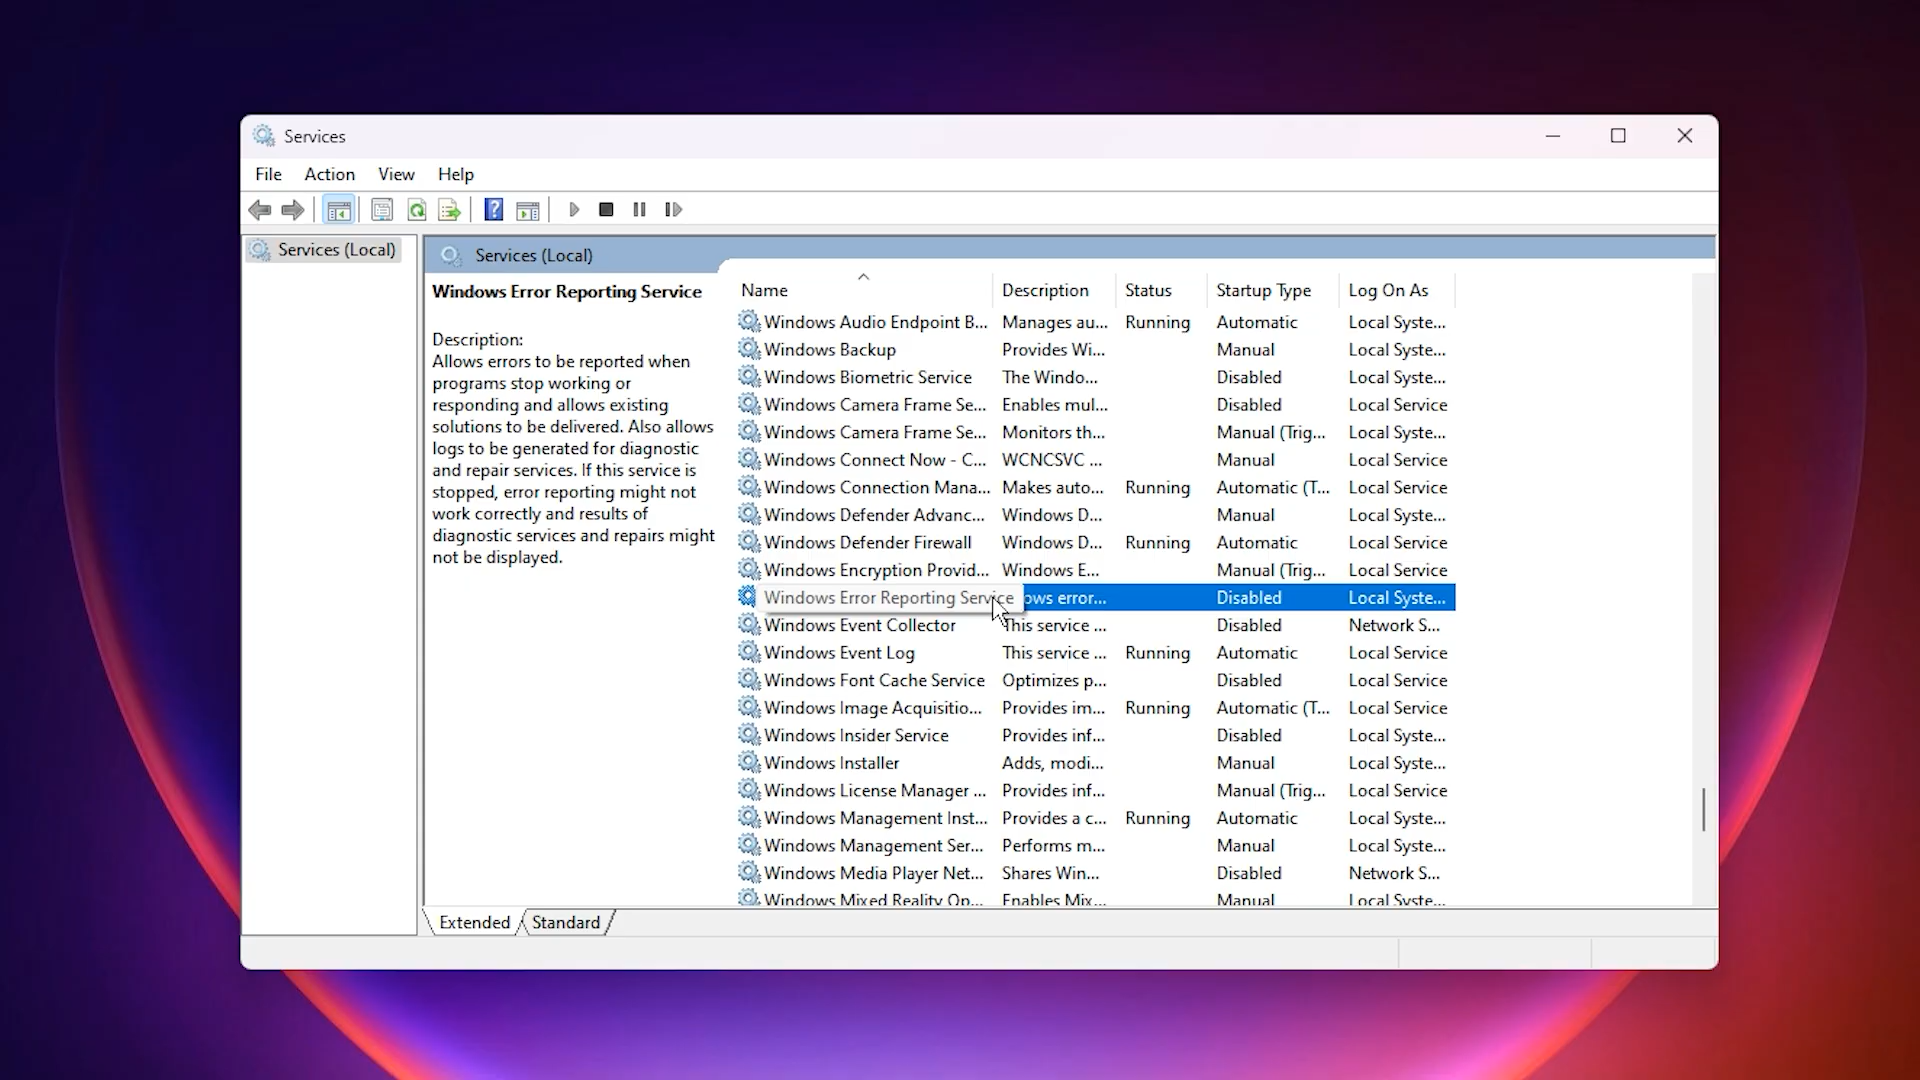 Services
File Action View Help
Services (Local)
Services (Local)
Windows Error Reporting Service
Description:
Allows errors to be reported when
programs stop working or
responding and allows existing
solutions to be delivered. Also allows
logs to be generated for diagnostic
and repair services. If this service is
stopped, error reporting might not
work correctly and results of
diagnostic services and repairs might
not be displayed.
Name Description Status Startup Type Log On As
Windows Audio Endpoint B... Manages au... Running Automatic Local Syste...
Windows Backup Provides Wi... Manual Local Syste...
Windows Biometric Service The Windo... Disabled Local Syste...
Windows Camera Frame Se... Enables mul... Disabled Local Service
Windows Camera Frame Se... Monitors th... Manual (Trig... Local Syste...
Windows Connect Now - C... WCNCSVC ... Manual Local Service
Windows Connection Mana... Makes auto... Running Automatic (T... Local Service
Windows Defender Advanc... Windows D... Manual Local Syste...
Windows Defender Firewall Windows D... Running Automatic Local Service
Windows Encryption Provid... Windows E... Manual (Trig... Local Service
Windows Error Reporting Service ows error... Disabled Local Syste...
Windows Event Collector This service ... Disabled Network S...
Windows Event Log This service ... Running Automatic Local Service
Windows Font Cache Service Optimizes p... Disabled Local Service
Windows Image Acquisitio... Provides im... Running Automatic (T... Local Service
Windows Insider Service Provides inf... Disabled Local Syste...
Windows Installer Adds, modi... Manual Local Syste...
Windows License Manager ... Provides inf... Manual (Trig... Local Service
Windows Management Inst... Provides a c... Running Automatic Local Syste...
Windows Management Ser... Performs m... Manual Local Syste...
Windows Media Player Net... Shares Win... Disabled Network S...
Windows Mixed Reality Op... Enables Mix... Manual Local Syste...
Extended Standard